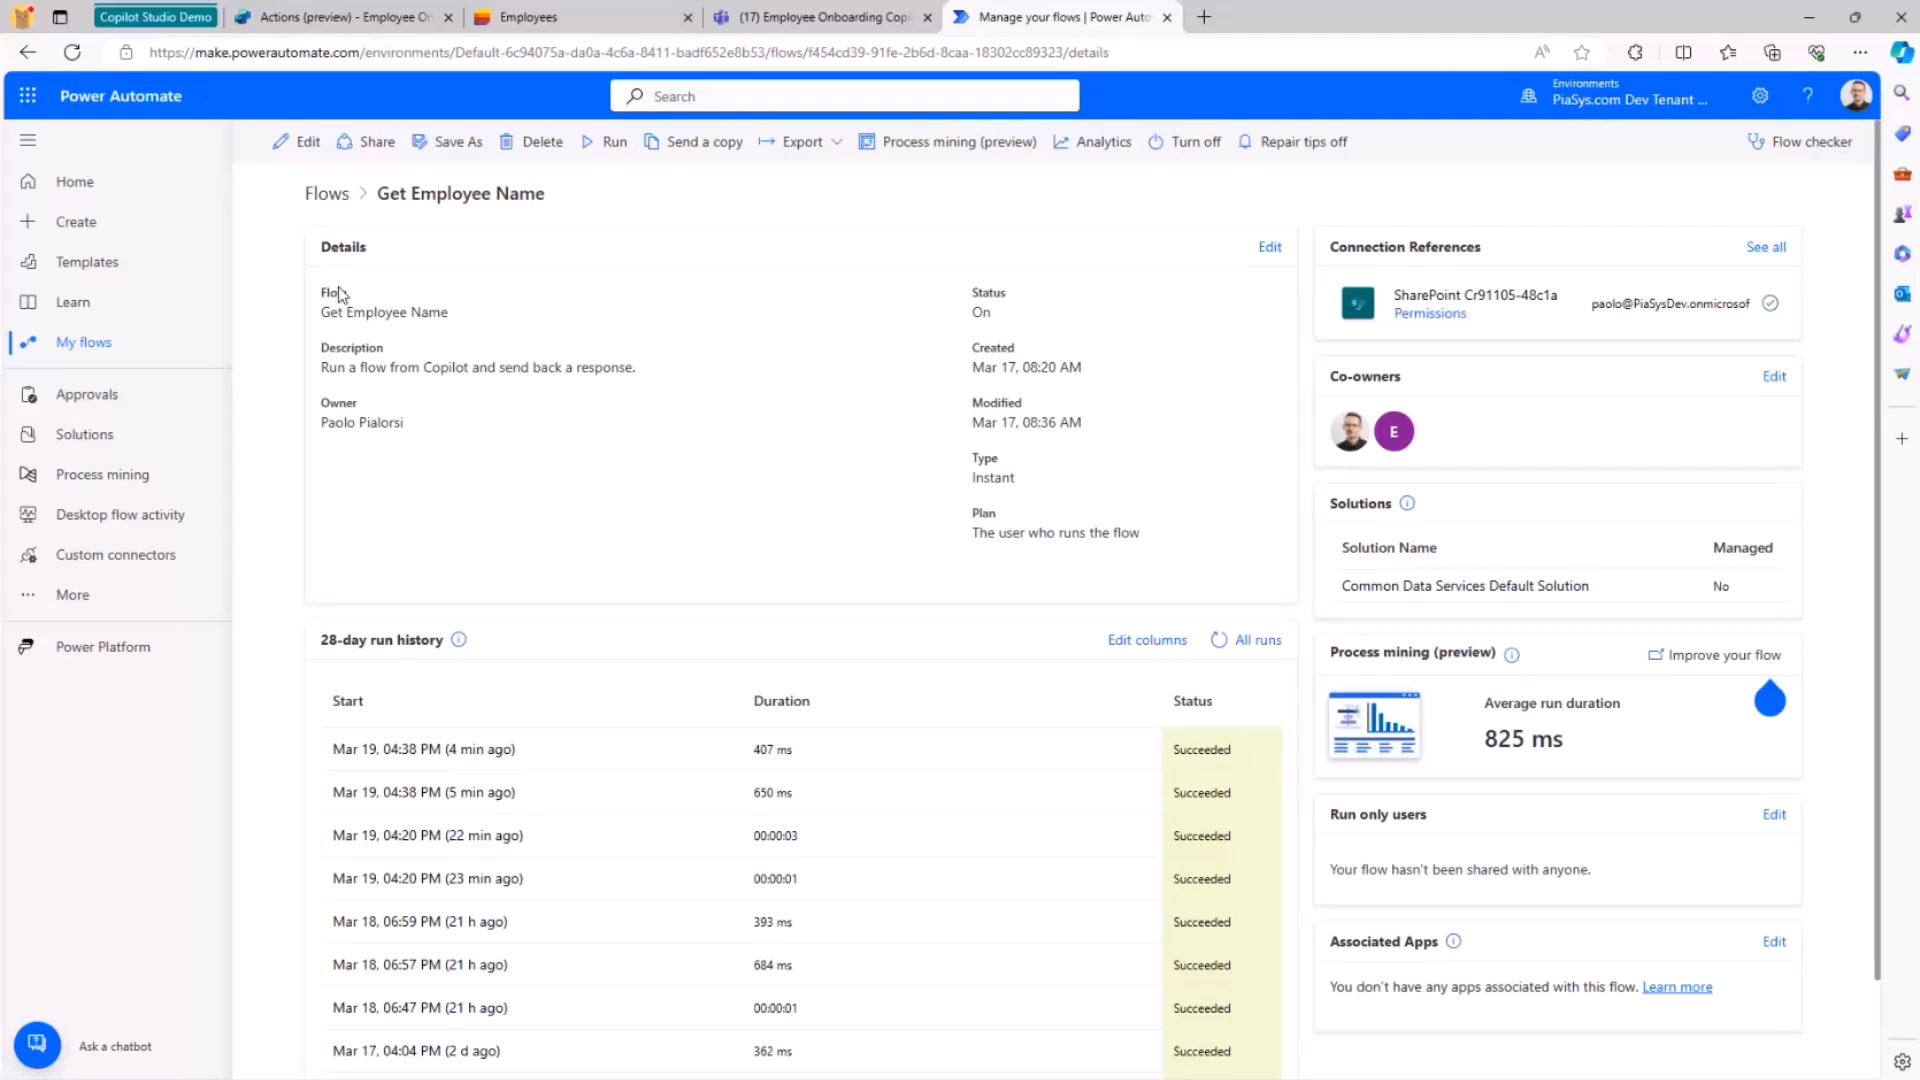 Copilot Studio Demo
Actions (preview) - Employee On
Employees
(17) Employee Onboarding Copil
Manage your flows | Power Auto
https://make.powerautomate.com/environments/Default-6c94075a-da0a-4c6a-8411-badf652e8b53/flows/f454cd39-91fe-2b6d-8caa-18302cc89323/details
Power Automate
Search
Environments
PiaSys.com Dev Tenant ...
Edit
Share
Save As
Delete
Run
Send a copy
Export
Process mining (preview)
Analytics
Turn off
Repair tips off
Flow checker
Home
Create
Templates
Learn
My flows
Approvals
Solutions
Process mining
Desktop flow activity
Custom connectors
More
Power Platform
Ask a chatbot
Flows > Get Employee Name
Details
Edit
Flow
Get Employee Name
Description
Run a flow from Copilot and send back a response.
Owner
Paolo Pialorsi
Status
On
Created
Mar 17, 08:20 AM
Modified
Mar 17, 08:36 AM
Type
Instant
Plan
The user who runs the flow
28-day run history
Edit columns
All runs
Start Duration Status
Mar 19, 04:38 PM (4 min ago) 407 ms Succeeded
Mar 19, 04:38 PM (5 min ago) 650 ms Succeeded
Mar 19, 04:20 PM (22 min ago) 00:00:03 Succeeded
Mar 19, 04:20 PM (23 min ago) 00:00:01 Succeeded
Mar 18, 06:59 PM (21 h ago) 393 ms Succeeded
Mar 18, 06:57 PM (21 h ago) 684 ms Succeeded
Mar 18, 06:47 PM (21 h ago) 00:00:01 Succeeded
Mar 17, 04:04 PM (2 d ago) 362 ms Succeeded
Connection References
See all
SharePoint Cr91105-48c1a
Permissions
paolo@PiaSysDev.onmicrosof
Co-owners
Edit
E
Solutions
Solution Name Managed
Common Data Services Default Solution No
Process mining (preview)
Improve your flow
Average run duration
825 ms
Run only users
Edit
Your flow hasn't been shared with anyone.
Associated Apps
Edit
You don't have any apps associated with this flow. Learn more